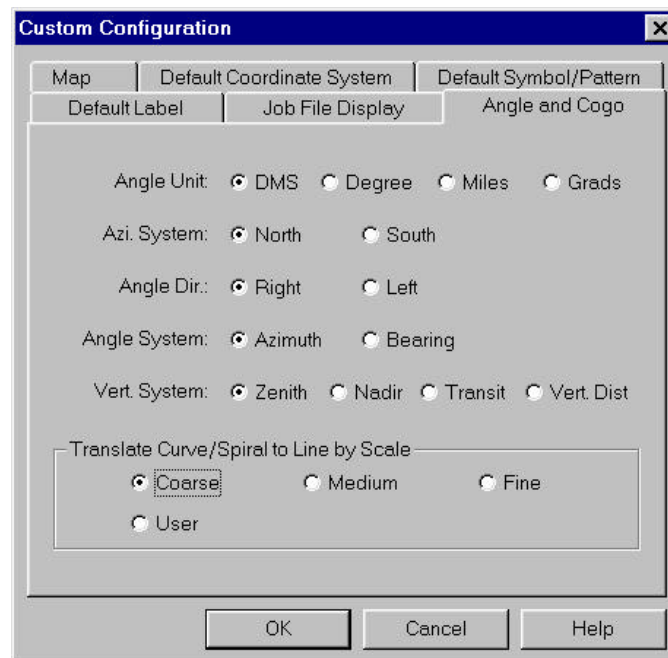 Custom Configuration
Map Default Coordinate System Default Symbol/Pattern
Default Label Job File Display Angle and Cogo
Angle Unit: DMS Degree Miles Grads
Azi. System: North South
Angle Dir.: Right Left
Angle System: Azimuth Bearing
Vert. System: Zenith Nadir Transit Vert. Dist
Translate Curve/Spiral to Line by Scale
Coarse Medium Fine
User
OK Cancel Help